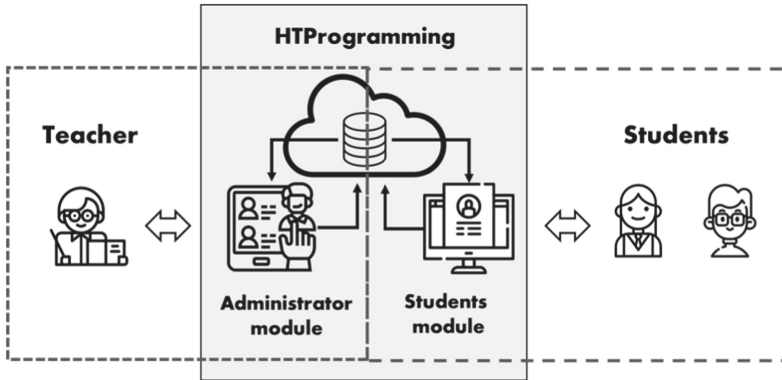 HTProgramming
Teacher
Students
Administrator
module
Students
module